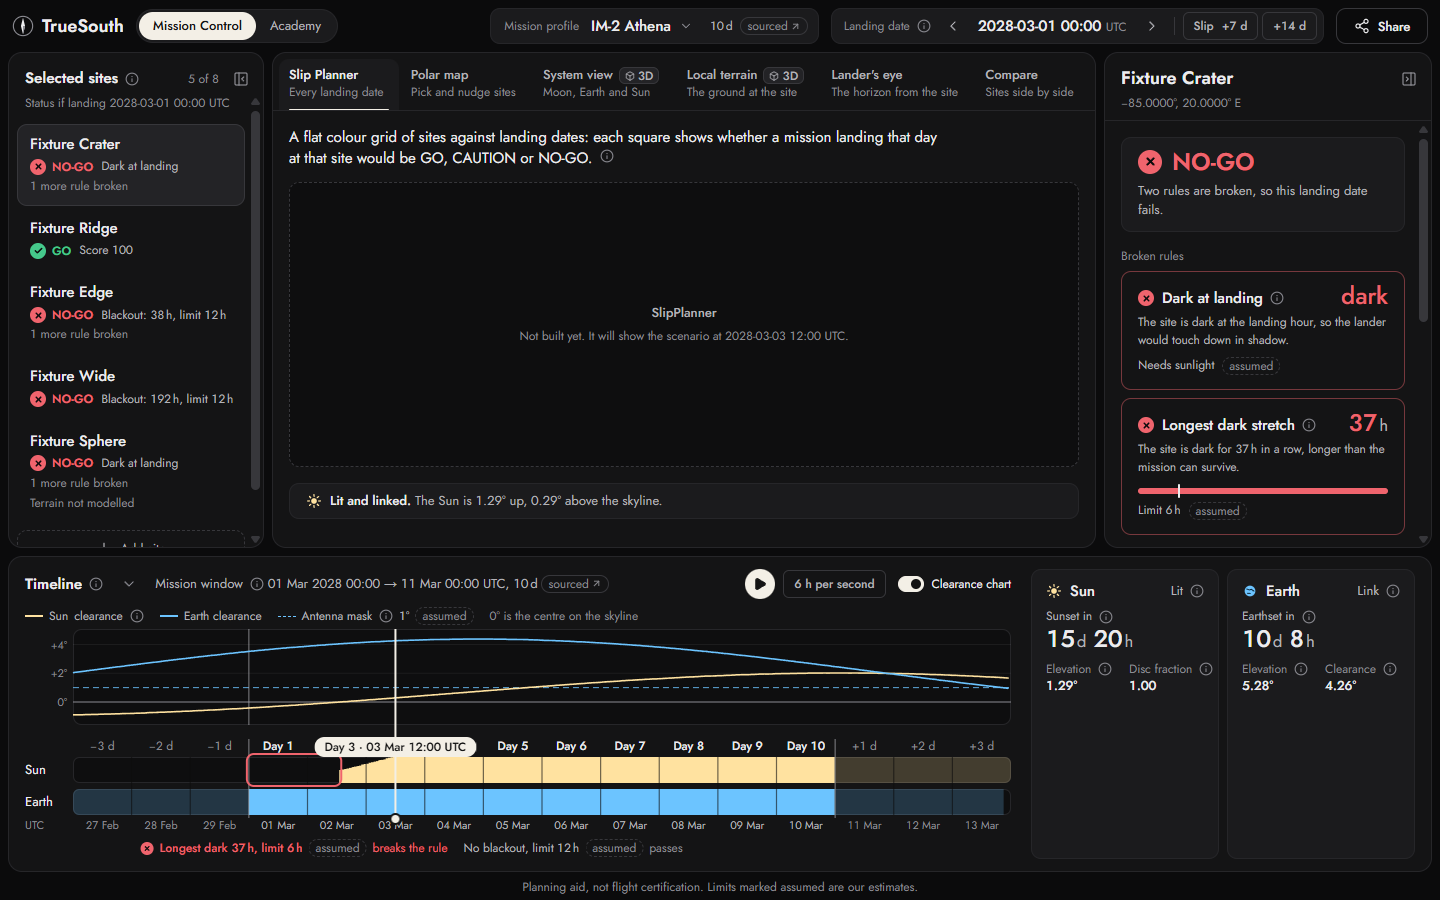 TrueSouth
Mission Control
Academy
Mission profile IM-2 Athena 10 d sourced ↗
Landing date 2028-03-01 00:00 UTC
Slip +7 d +14 d
Share
Selected sites 5 of 8
Status if landing 2028-03-01 00:00 UTC
Fixture Crater
NO-GO Dark at landing
1 more rule broken
Fixture Ridge
GO Score 100
Fixture Edge
NO-GO Blackout: 38 h, limit 12 h
1 more rule broken
Fixture Wide
NO-GO Blackout: 192 h, limit 12 h
Fixture Sphere
NO-GO Dark at landing
1 more rule broken
Terrain not modelled
Slip Planner
Every landing date
Polar map
Pick and nudge sites
System view 3D
Moon, Earth and Sun
Local terrain 3D
The ground at the site
Lander's eye
The horizon from the site
Compare
Sites side by side
A flat colour grid of sites against landing dates: each square shows whether a mission landing that day
at that site would be GO, CAUTION or NO-GO.
SlipPlanner
Not built yet. It will show the scenario at 2028-03-03 12:00 UTC.
Lit and linked. The Sun is 1.29° up, 0.29° above the skyline.
Fixture Crater
−85.0000°, 20.0000° E
NO-GO
Two rules are broken, so this landing date
fails.
Broken rules
Dark at landing dark
The site is dark at the landing hour, so the lander
would touch down in shadow.
Needs sunlight assumed
Longest dark stretch 37 h
The site is dark for 37 h in a row, longer than the
mission can survive.
Limit 6 h assumed
Timeline
Mission window 01 Mar 2028 00:00 → 11 Mar 00:00 UTC, 10 d sourced ↗
6 h per second
Clearance chart
Sun clearance Earth clearance Antenna mask 1° assumed 0° is the centre on the skyline
+4°
+2°
0°
−3 d −2 d −1 d Day 1 Day 3 · 03 Mar 12:00 UTC Day 5 Day 6 Day 7 Day 8 Day 9 Day 10 +1 d +2 d +3 d
Sun
Earth
UTC 27 Feb 28 Feb 29 Feb 01 Mar 02 Mar 03 Mar 04 Mar 05 Mar 06 Mar 07 Mar 08 Mar 09 Mar 10 Mar 11 Mar 12 Mar 13 Mar
Longest dark 37 h, limit 6 h assumed breaks the rule No blackout, limit 12 h assumed passes
Sun Lit
Sunset in
15 d 20 h
Elevation Disc fraction
1.29° 1.00
Earth Link
Earthset in
10 d 8 h
Elevation Clearance
5.28° 4.26°
Planning aid, not flight certification. Limits marked assumed are our estimates.